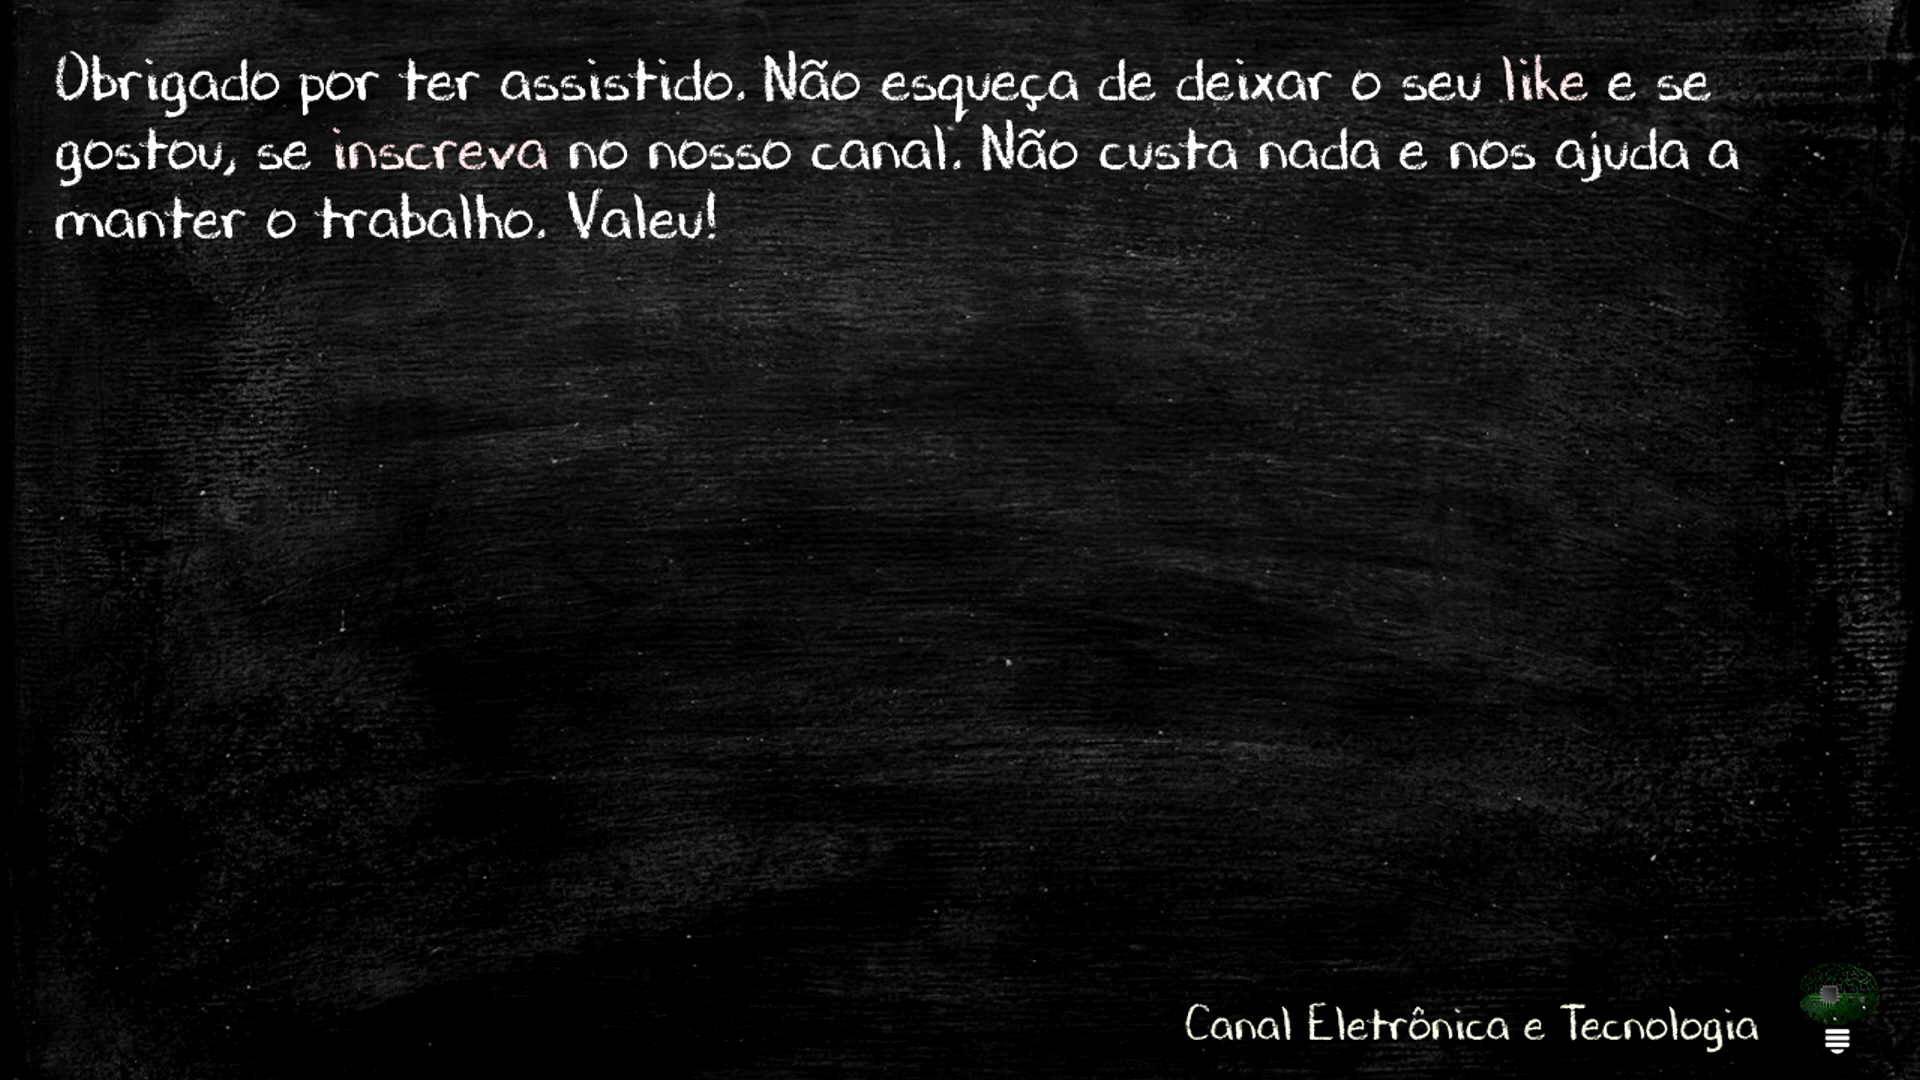 Obrigado por ter assistido. Não esqueça de deixar o seu like e se
gostou, se inscreva no nosso canal. Não custa nada e nos ajuda a
manter o trabalho. Valeu!
Canal Eletrônica e Tecnologia